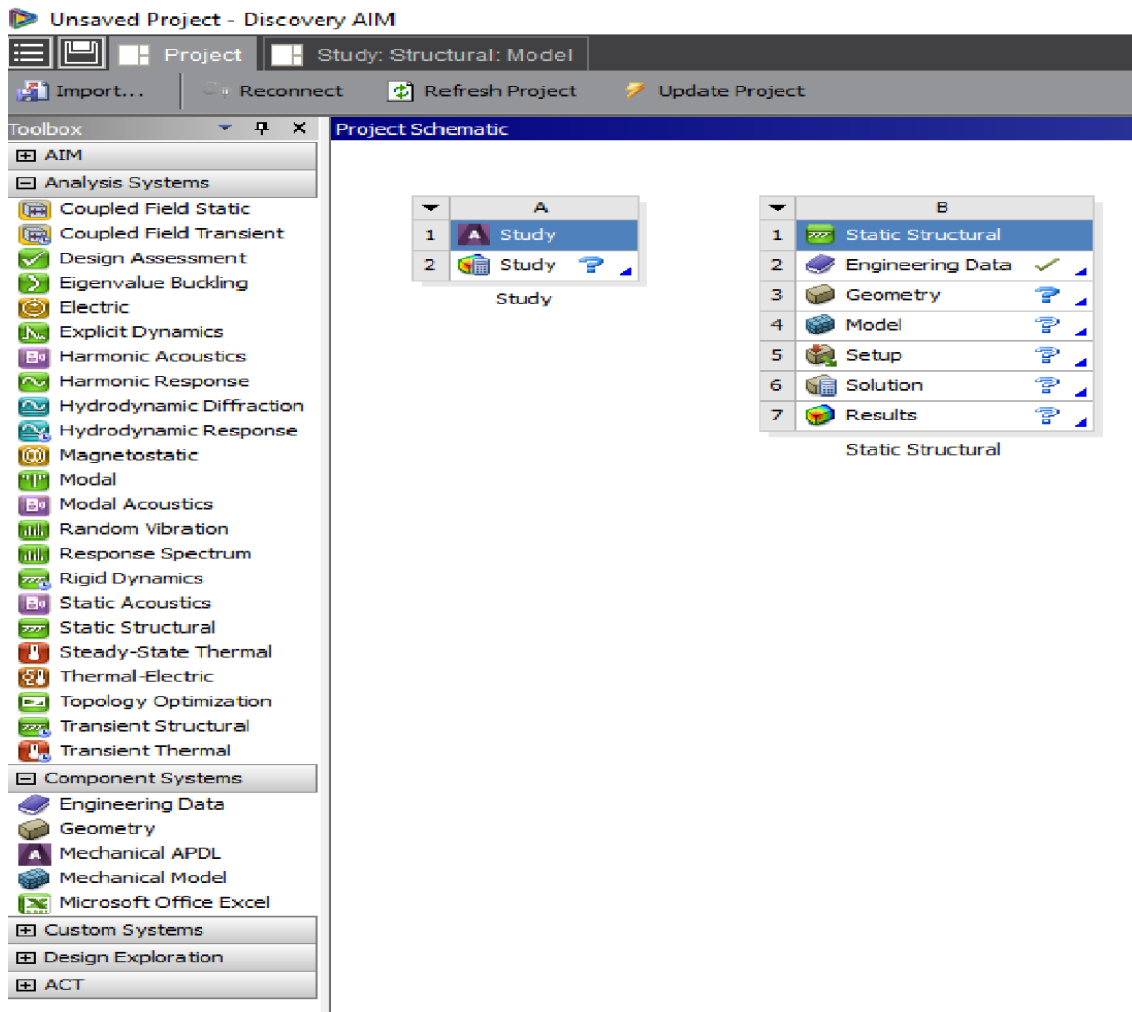 Unsaved Project - Discovery AIM
Project
Study: Structural: Model
Import...
Reconnect
Refresh Project
Update Project
Toolbox
Project Schematic
AIM
Analysis Systems
Coupled Field Static
Coupled Field Transient
Design Assessment
Eigenvalue Buckling
Electric
Explicit Dynamics
Harmonic Acoustics
Harmonic Response
Hydrodynamic Diffraction
Hydrodynamic Response
Magnetostatic
Modal
Modal Acoustics
Random Vibration
Response Spectrum
Rigid Dynamics
Static Acoustics
Static Structural
Steady-State Thermal
Thermal-Electric
Topology Optimization
Transient Structural
Transient Thermal
Component Systems
Engineering Data
Geometry
Mechanical APDL
Mechanical Model
Microsoft Office Excel
Custom Systems
Design Exploration
ACT
A
1 Study
2 Study ?
Study
B
1 Static Structural
2 Engineering Data
3 Geometry ?
4 Model ?
5 Setup ?
6 Solution ?
7 Results ?
Static Structural